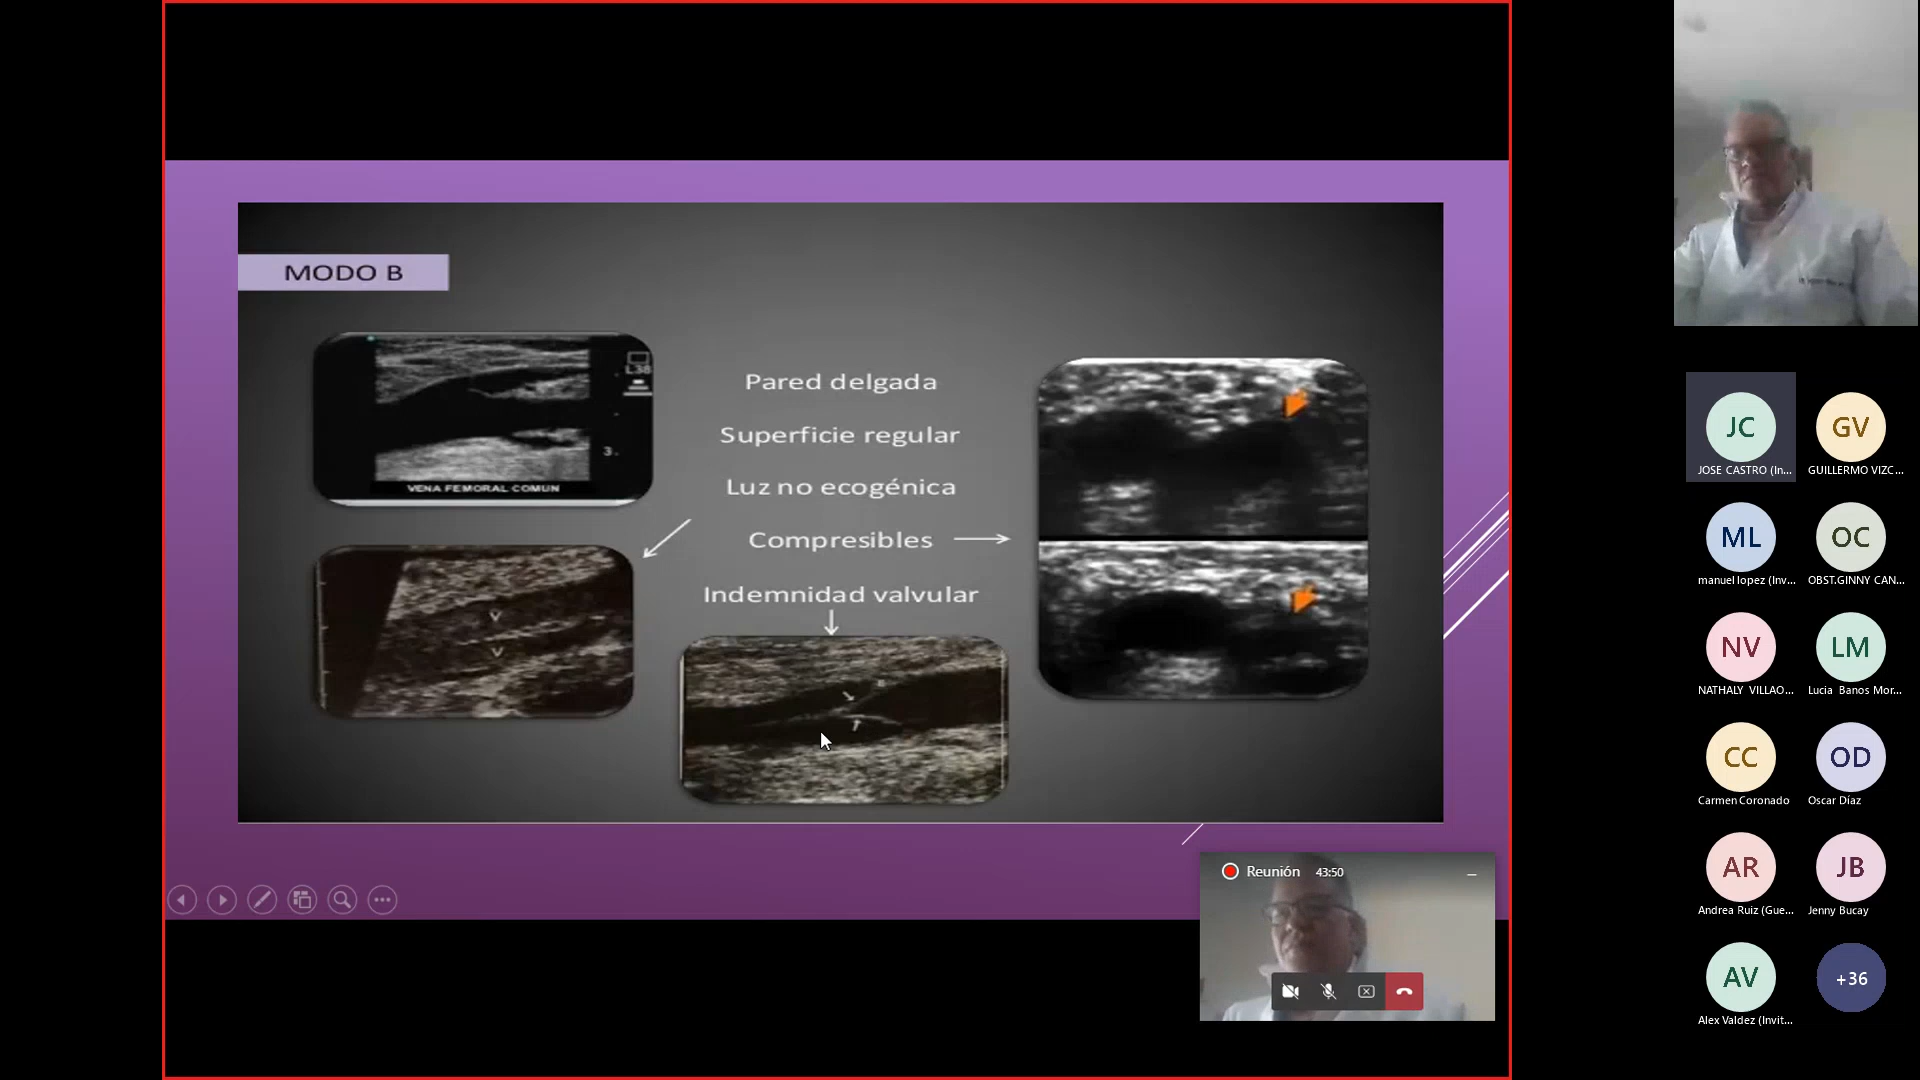 MODO B
L38
3
VENA FEMORAL COMUN
Pared delgada
Superficie regular
Luz no ecogénica
Compresibles
Indemnidad valvular
V
V
Reunión 43:50
JC
JOSE CASTRO (In...
GV
GUILLERMO VIZC...
ML
manuel lopez (Inv...
OC
OBST.GINNY CAN...
NV
NATHALY VILLAO...
LM
Lucia Banos Mor...
CC
Carmen Coronado
OD
Oscar Díaz
AR
Andrea Ruiz (Gue...
JB
Jenny Bucay
AV
Alex Valdez (Invit...
+36